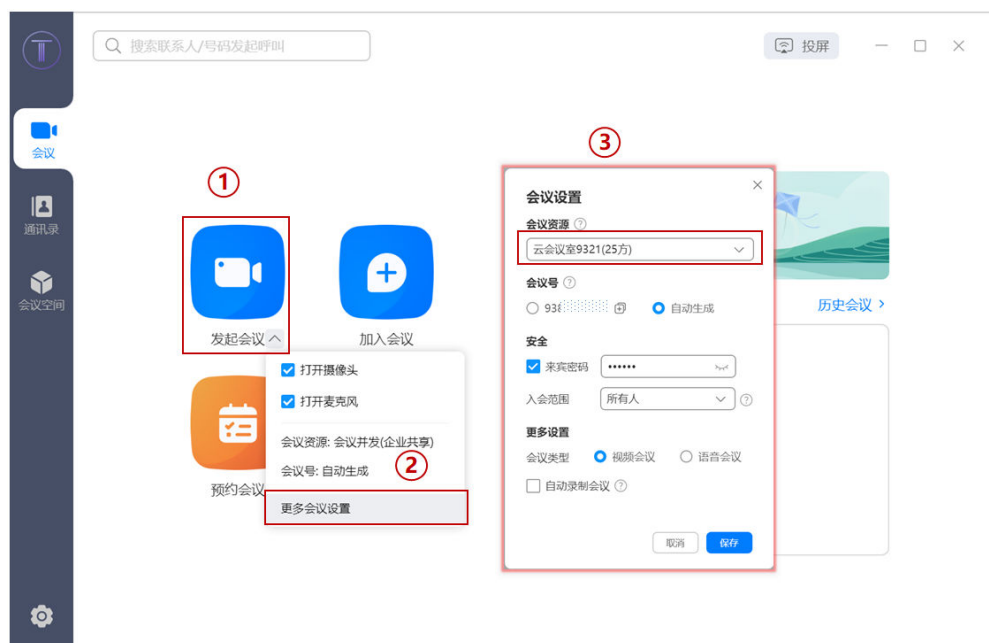 搜索联系人/号码发起呼叫
投屏
会议
通讯录
会议空间
①
发起会议
加入会议
预约会议
打开摄像头
打开麦克风
会议资源: 会议并发(企业共享)
会议号: 自动生成
②
更多会议设置
③
会议设置
会议资源
云会议室9321(25方)
会议号
自动生成
安全
来宾密码 ••••••
入会范围 所有人
更多设置
会议类型 视频会议 语音会议
自动录制会议
取消 保存
历史会议